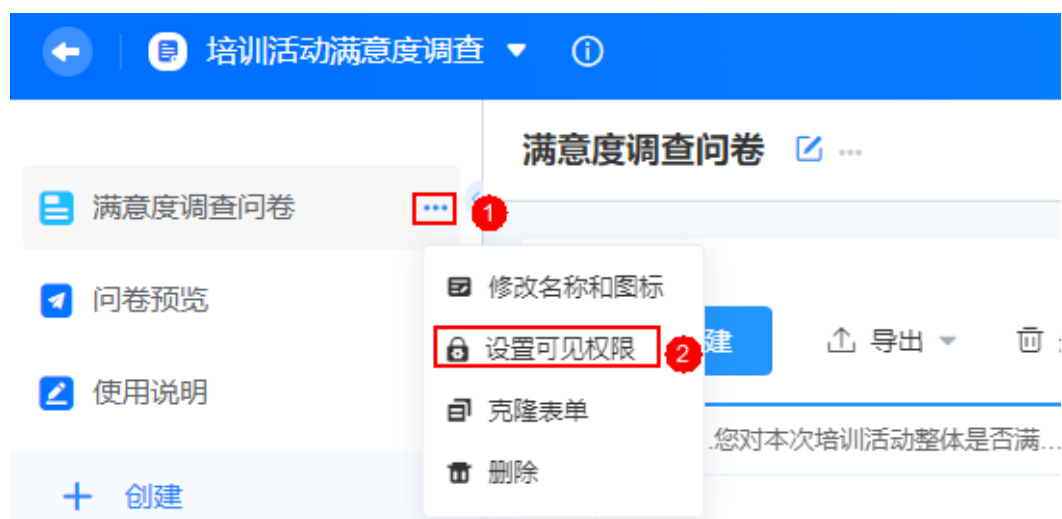 培训活动满意度调查
满意度调查问卷
满意度调查问卷
1
修改名称和图标
问卷预览
设置可见权限
2
建
导出
使用说明
克隆表单
.您对本次培训活动整体是否满...
删除
创建